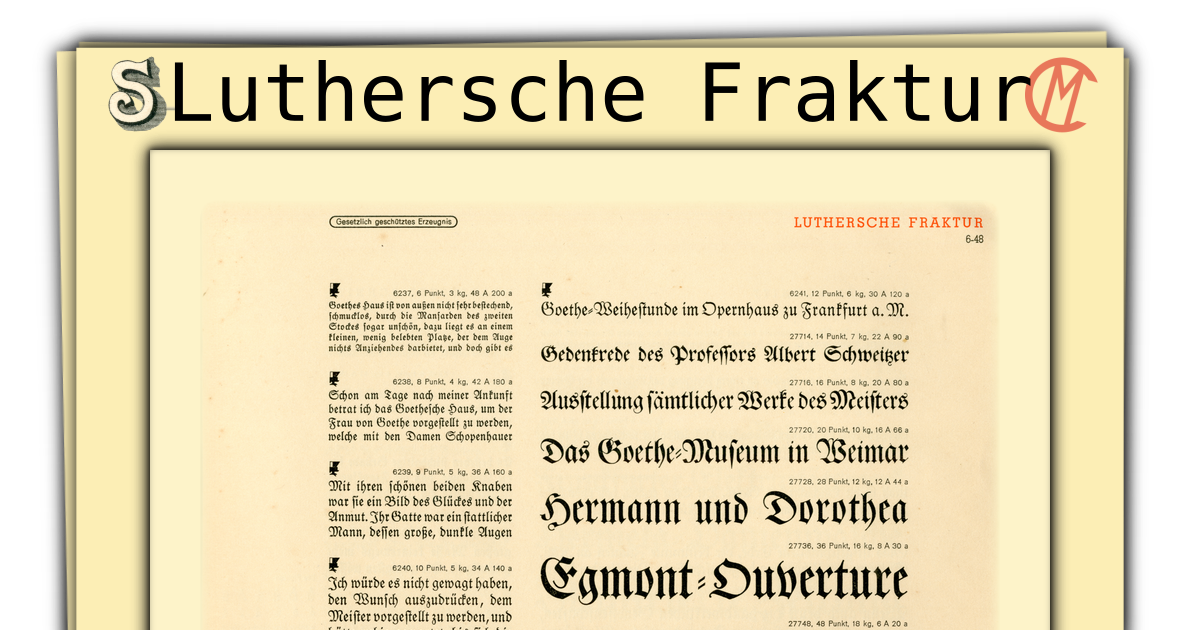 Luthersche Fraktur
Gesetzlich geschütztes Erzeugnis
LUTHERSCHE FRAKTUR
6-48
6237, 6 Punkt, 3 kg, 48 A 200 a
Goethes Haus iſt von außen nicht ſehr beſtechend,
ſchmucklos, durch die Manſarden des zweiten
Stockes ſogar unſchön, dazu liegt es an einem
kleinen, wenig belebten Platze, der dem Auge
nichts Anziehendes darbietet, und doch gibt es
6238, 8 Punkt, 4 kg, 42 A 180 a
Schon am Tage nach meiner Ankunft
betrat ich das Goetheſche Haus, um der
Frau von Goethe vorgeſtellt zu werden,
welche mit den Damen Schopenhauer
6239, 9 Punkt, 5 kg, 36 A 160 a
Mit ihren ſchönen beiden Knaben
war ſie ein Bild des Glückes und der
Anmut. Ihr Gatte war ein ſtattlicher
Mann, deſſen große, dunkle Augen
6240, 10 Punkt, 5 kg, 34 A 140 a
Ich würde es nicht gewagt haben,
den Wunſch auszudrücken, dem
Meiſter vorgeſtellt zu werden, und
6241, 12 Punkt, 6 kg, 30 A 120 a
Goethe-Weiheſtunde im Opernhaus zu Frankfurt a. M.
27714, 14 Punkt, 7 kg, 22 A 90 a
Gedenkrede des Profeſſors Albert Schweitzer
27716, 16 Punkt, 8 kg, 20 A 80 a
Ausſtellung ſämtlicher Werke des Meiſters
27720, 20 Punkt, 10 kg, 16 A 66 a
Das Goethe-Muſeum in Weimar
27728, 28 Punkt, 12 kg, 12 A 44 a
Hermann und Dorothea
27736, 36 Punkt, 16 kg, 8 A 30 a
Egmont-Ouverture
27748, 48 Punkt, 18 kg, 6 A 20 a